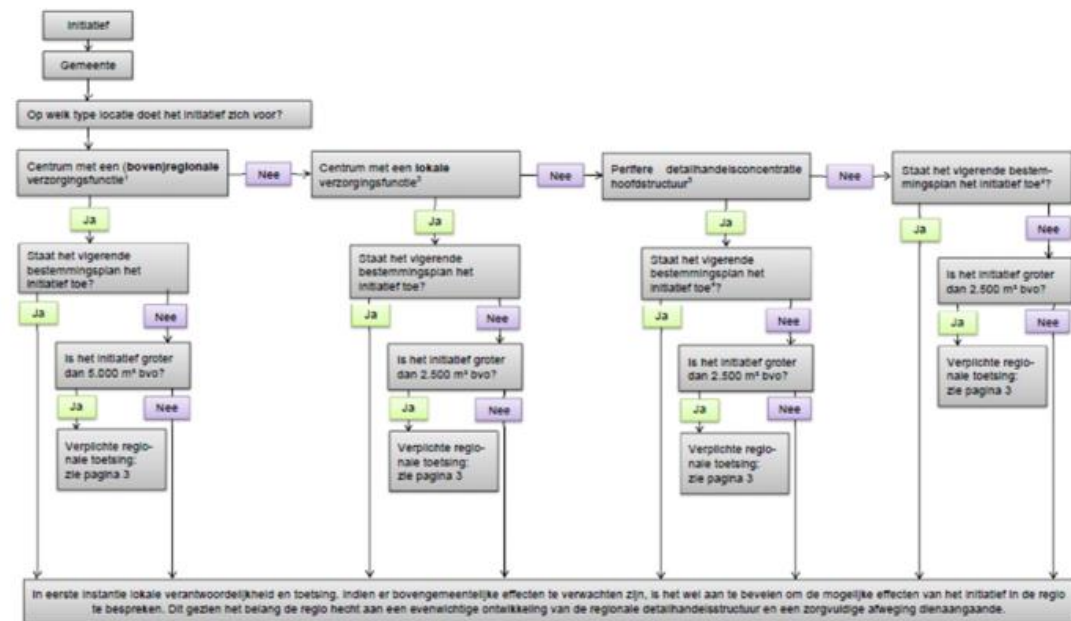 Initiatief
Gemeente
Op welk type locatie doet het initiatief zich voor?
Centrum met een (boven)regionale
verzorgingsfunctie¹
Nee
Centrum met een lokale
verzorgingsfunctie²
Nee
Perifere detailhandelsconcentratie
hoofdstructuur³
Nee
Staat het vigerende bestem-
mingsplan het initiatief toe⁴?
Ja
Staat het vigerende
bestemmingsplan het
initiatief toe?
Ja
Nee
Is het initiatief groter
dan 5.000 m² bvo?
Ja
Nee
Verplichte regio-
nale toetsing:
zie pagina 3
Ja
Staat het vigerende
bestemmingsplan het
initiatief toe?
Ja
Nee
Is het initiatief groter
dan 2.500 m² bvo?
Ja
Nee
Verplichte regio-
nale toetsing:
zie pagina 3
Ja
Staat het vigerende
bestemmingsplan het
initiatief toe⁴?
Ja
Nee
Is het initiatief groter
dan 2.500 m² bvo?
Ja
Nee
Verplichte regio-
nale toetsing:
zie pagina 3
Ja
Nee
Is het initiatief groter
dan 2.500 m² bvo?
Ja
Nee
Verplichte regio-
nale toetsing:
zie pagina 3
In eerste instantie lokale verantwoordelijkheid en toetsing. Indien er bovengemeentelijke effecten te verwachten zijn, is het wel aan te bevelen om de mogelijke effecten van het initiatief in de regio
te bespreken. Dit gezien het belang de regio hecht aan een evenwichtige ontwikkeling van de regionale detailhandelsstructuur en een zorgvuldige afweging dienaangaande.